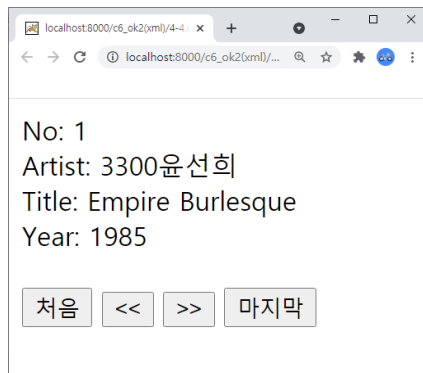 localhost:8000/c6_ok2(xml)/4-4.
localhost:8000/c6_ok2(xml)/...
No: 1
Artist: 3300윤선희
Title: Empire Burlesque
Year: 1985
처음 << >> 마지막